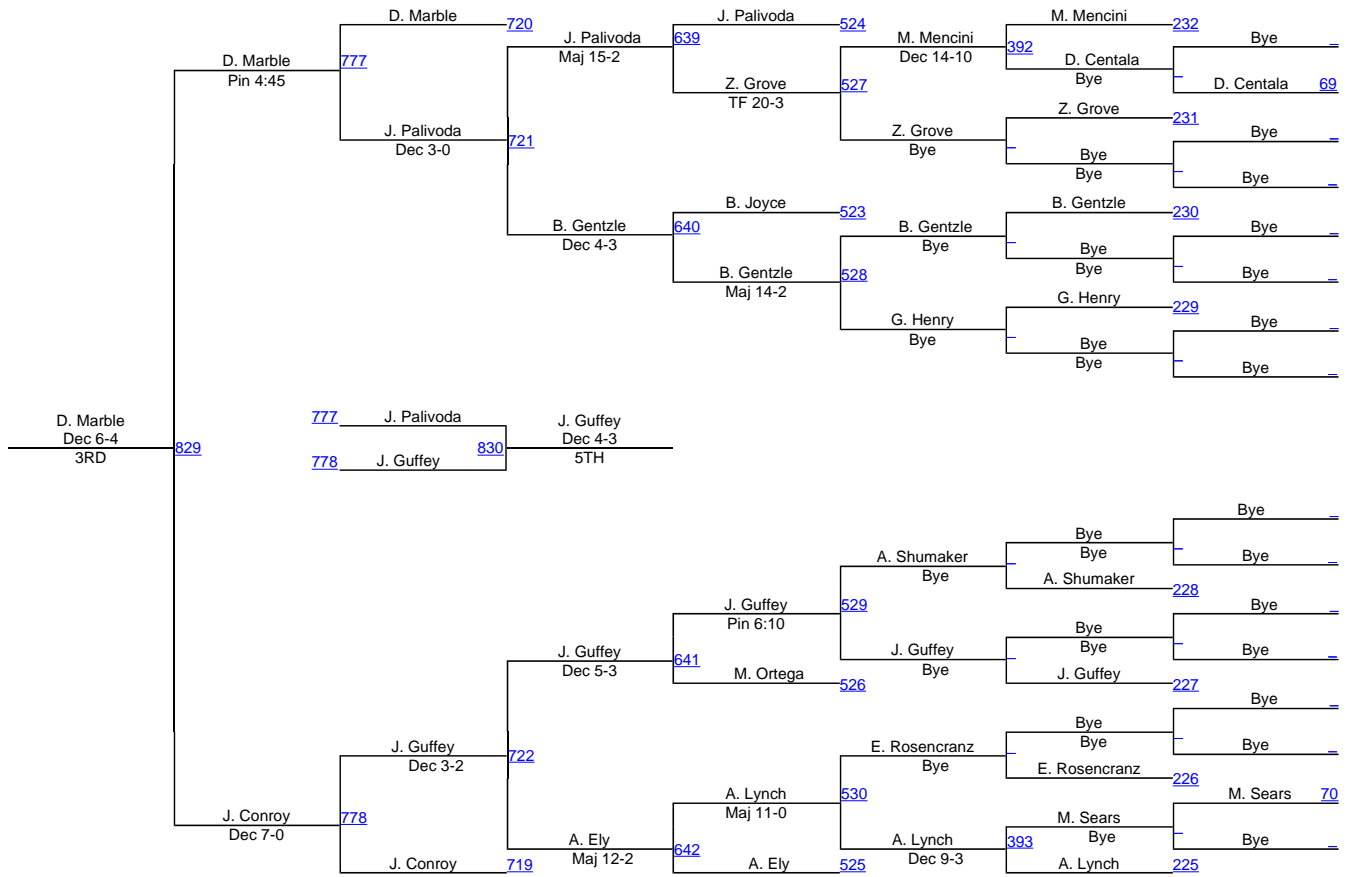 D. Marble 720 J. Palivoda 524 M. Mencini 232
J. Palivoda 639 M. Mencini 392 Bye _
Maj 15-2 Dec 14-10 D. Centala
D. Marble 777 Z. Grove 527 Bye _ D. Centala 69
Pin 4:45 TF 20-3 Z. Grove 231
J. Palivoda 721 Z. Grove _ Bye _
Dec 3-0 Bye Bye
Bye _ Bye _
B. Joyce 523 B. Gentzle 230
B. Gentzle 640 B. Gentzle _ Bye _
Dec 4-3 Bye Bye
B. Gentzle 528 Bye _ Bye _
Maj 14-2 G. Henry 229
G. Henry _ Bye _
Bye Bye
Bye _ Bye _
D. Marble 777 J. Palivoda J. Guffey
Dec 6-4 829 830 Dec 4-3
3RD 778 J. Guffey 5TH
Bye _
Bye
A. Shumaker _ Bye _ Bye _
Bye A. Shumaker 228
J. Guffey 529 Bye _
Pin 6:10 Bye
J. Guffey 641 J. Guffey _ Bye _ Bye _
Dec 5-3 Bye
M. Ortega 526 J. Guffey 227
Bye _
Bye
J. Guffey 722 E. Rosencranz _ Bye _ Bye _
Dec 3-2 Bye E. Rosencranz 226
A. Lynch 530 M. Sears 70
Maj 11-0
J. Conroy 778 M. Sears
Dec 7-0 A. Ely 642 A. Lynch 393 Bye _ Bye _
Maj 12-2 Dec 9-3
J. Conroy 719 A. Ely 525 A. Lynch 225